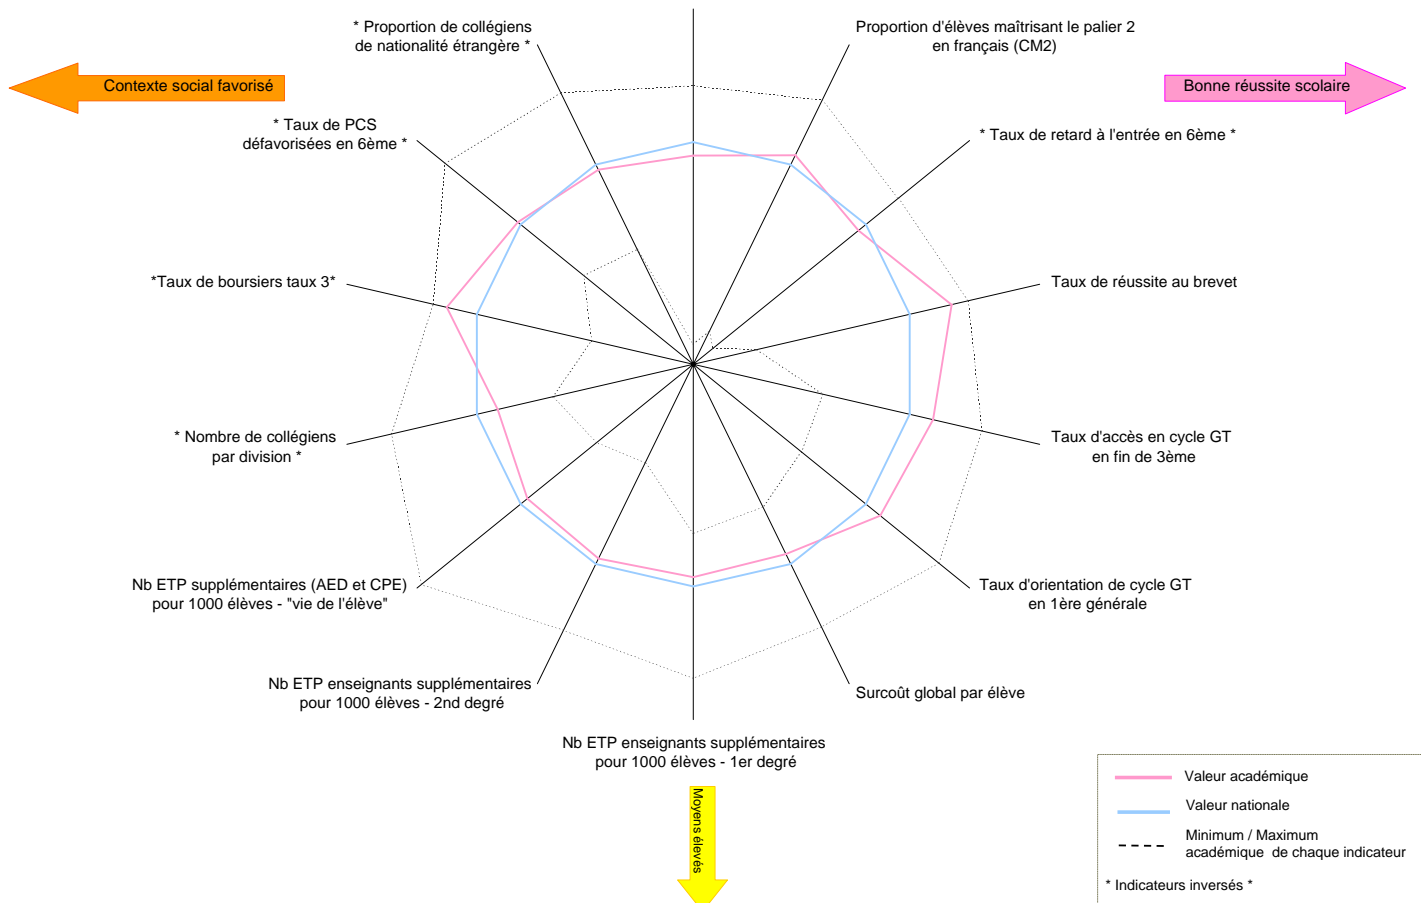 * Proportion de collégiens
de nationalité étrangère *
Proportion d'élèves maîtrisant le palier 2
en français (CM2)
Contexte social favorisé
Bonne réussite scolaire
* Taux de PCS
défavorisées en 6ème *
* Taux de retard à l'entrée en 6ème *
*Taux de boursiers taux 3*
Taux de réussite au brevet
* Nombre de collégiens
par division *
Taux d'accès en cycle GT
en fin de 3ème
Nb ETP supplémentaires (AED et CPE)
pour 1000 élèves - "vie de l'élève"
Taux d'orientation de cycle GT
en 1ère générale
Nb ETP enseignants supplémentaires
pour 1000 élèves - 2nd degré
Surcoût global par élève
Nb ETP enseignants supplémentaires
pour 1000 élèves - 1er degré
Moyens élevés
Valeur académique
Valeur nationale
Minimum / Maximum
académique de chaque indicateur
* Indicateurs inversés *